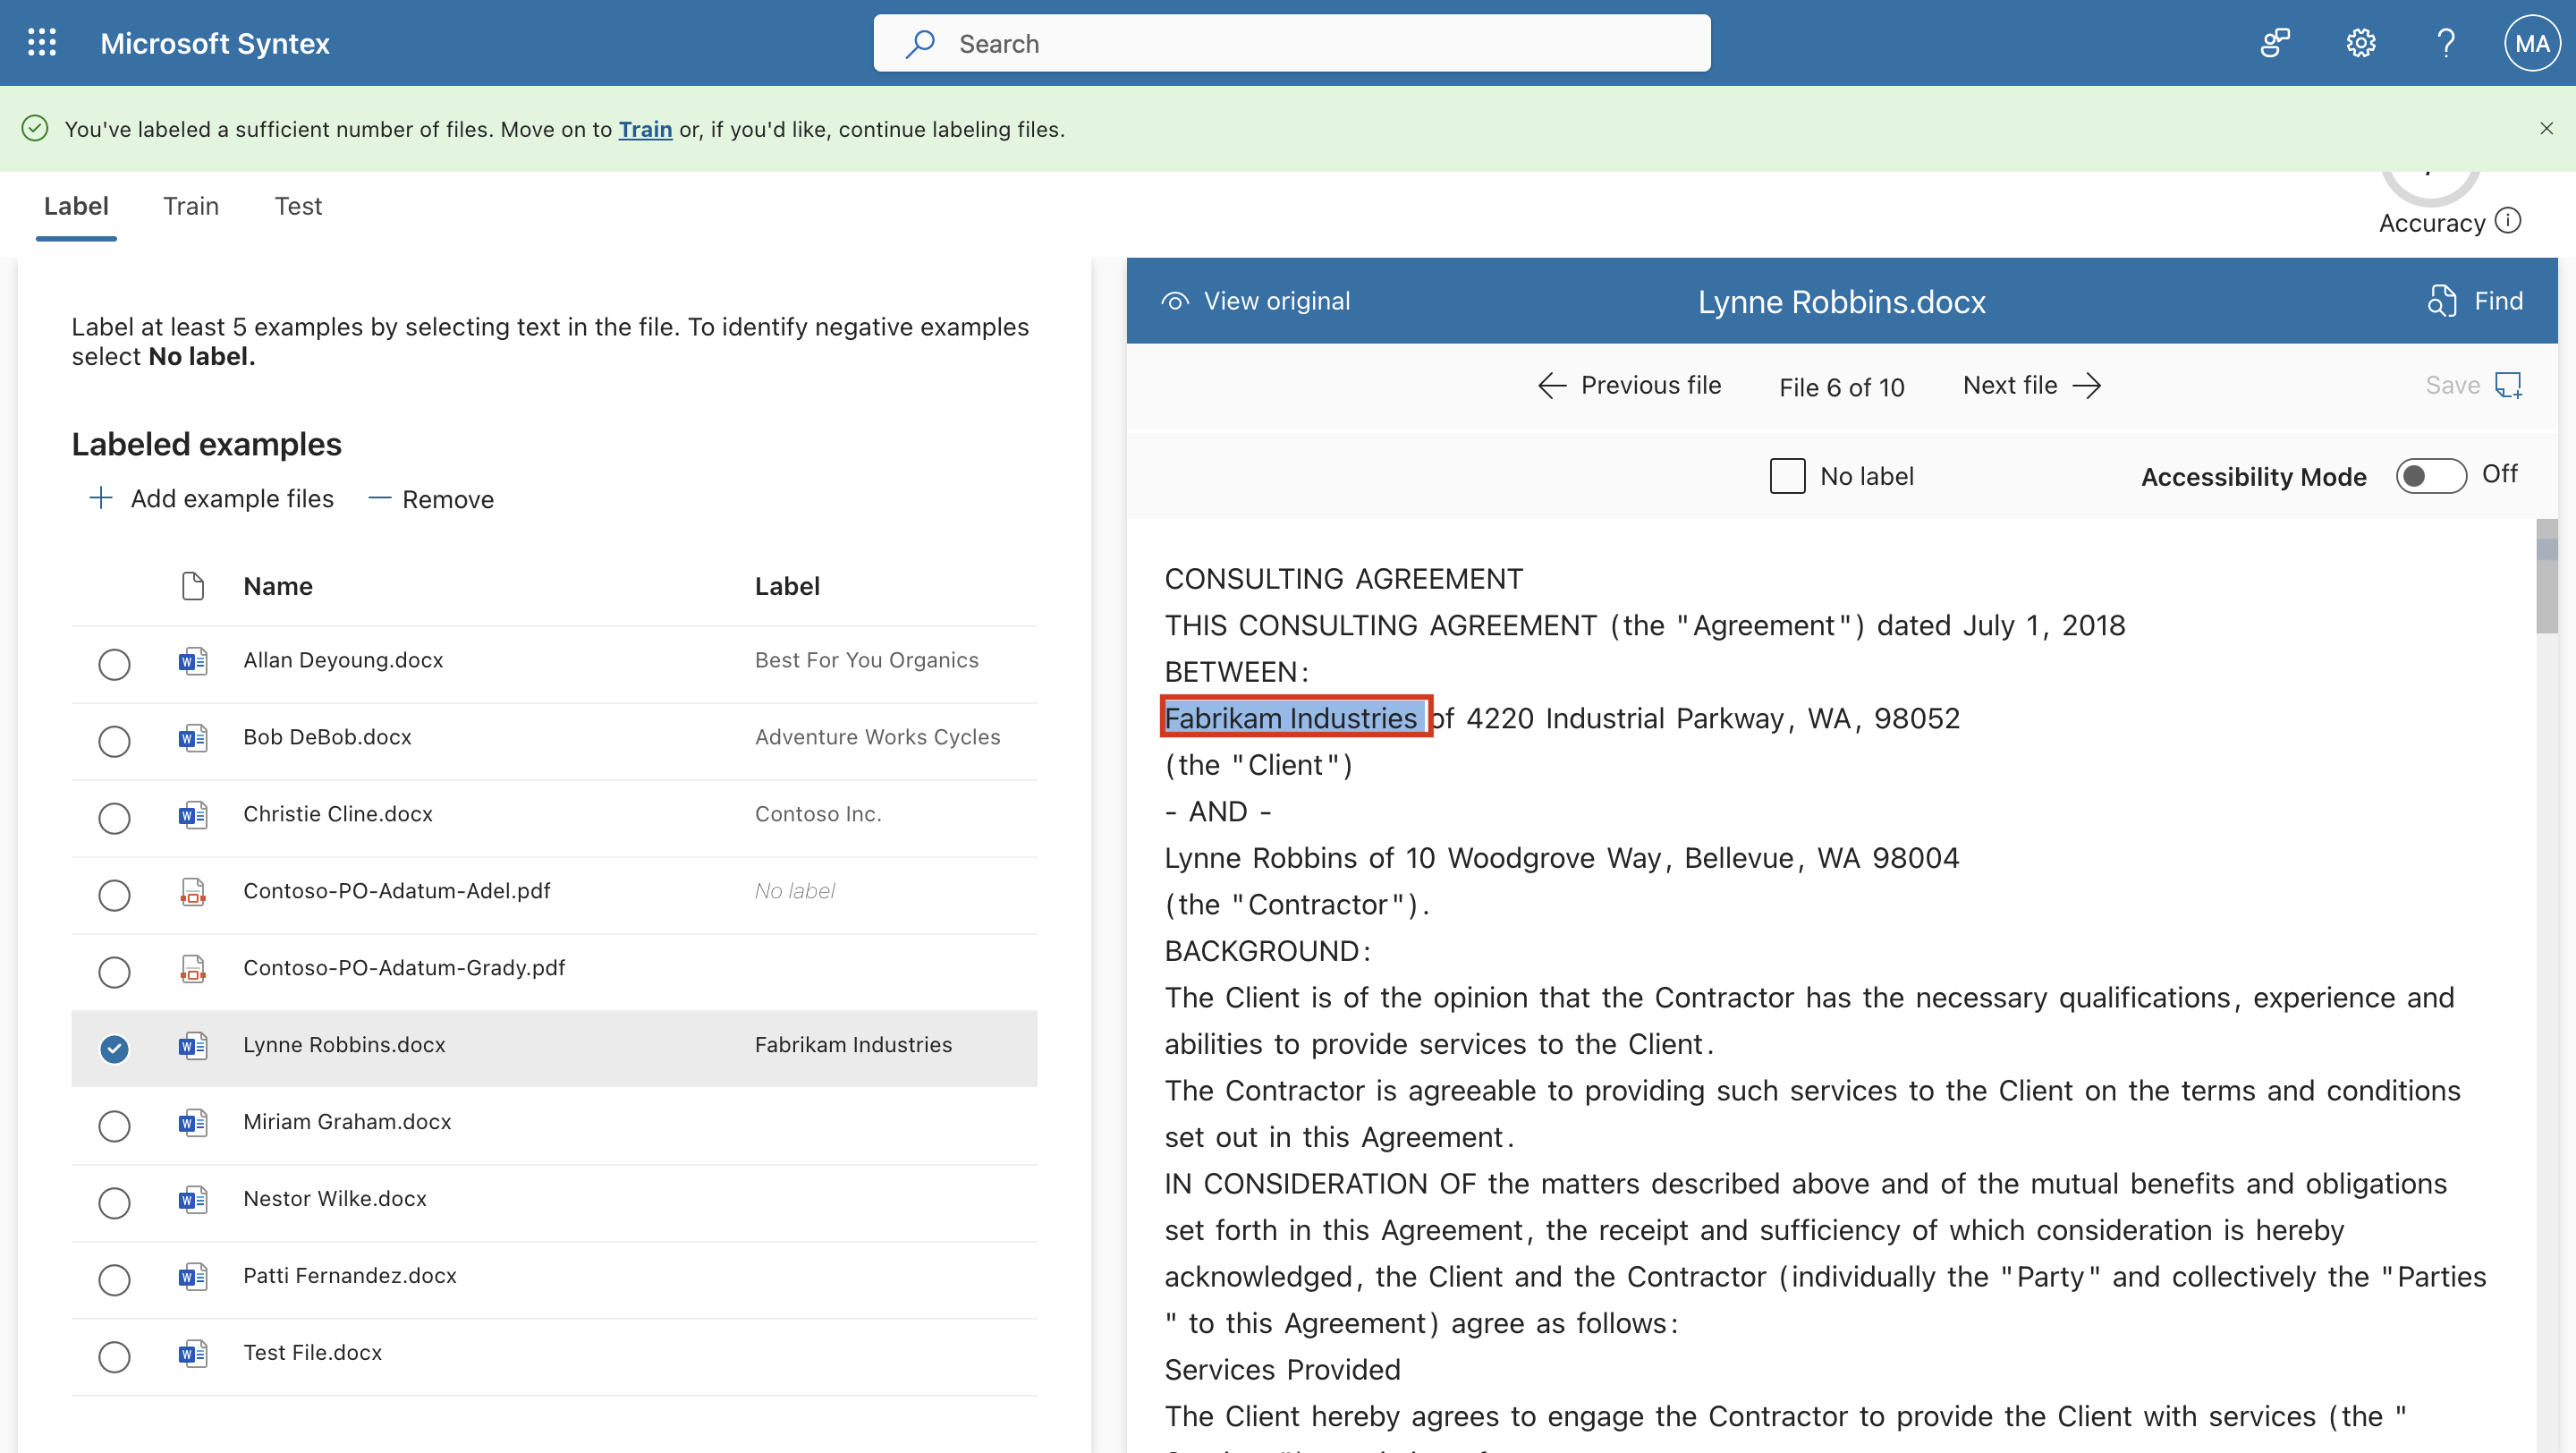 Microsoft Syntex
Search
MA
You've labeled a sufficient number of files. Move on to Train or, if you'd like, continue labeling files.
Label Train Test
Accuracy
Label at least 5 examples by selecting text in the file. To identify negative examples
select No label.
Labeled examples
Add example files Remove
Name Label
Allan Deyoung.docx Best For You Organics
Bob DeBob.docx Adventure Works Cycles
Christie Cline.docx Contoso Inc.
Contoso-PO-Adatum-Adel.pdf No label
Contoso-PO-Adatum-Grady.pdf
Lynne Robbins.docx Fabrikam Industries
Miriam Graham.docx
Nestor Wilke.docx
Patti Fernandez.docx
Test File.docx
View original Lynne Robbins.docx Find
Previous file File 6 of 10 Next file Save
No label Accessibility Mode Off
CONSULTING AGREEMENT
THIS CONSULTING AGREEMENT (the "Agreement") dated July 1, 2018
BETWEEN:
Fabrikam Industries of 4220 Industrial Parkway, WA, 98052
(the "Client")
- AND -
Lynne Robbins of 10 Woodgrove Way, Bellevue, WA 98004
(the "Contractor").
BACKGROUND:
The Client is of the opinion that the Contractor has the necessary qualifications, experience and
abilities to provide services to the Client.
The Contractor is agreeable to providing such services to the Client on the terms and conditions
set out in this Agreement.
IN CONSIDERATION OF the matters described above and of the mutual benefits and obligations
set forth in this Agreement, the receipt and sufficiency of which consideration is hereby
acknowledged, the Client and the Contractor (individually the "Party" and collectively the "Parties
" to this Agreement) agree as follows:
Services Provided
The Client hereby agrees to engage the Contractor to provide the Client with services (the "